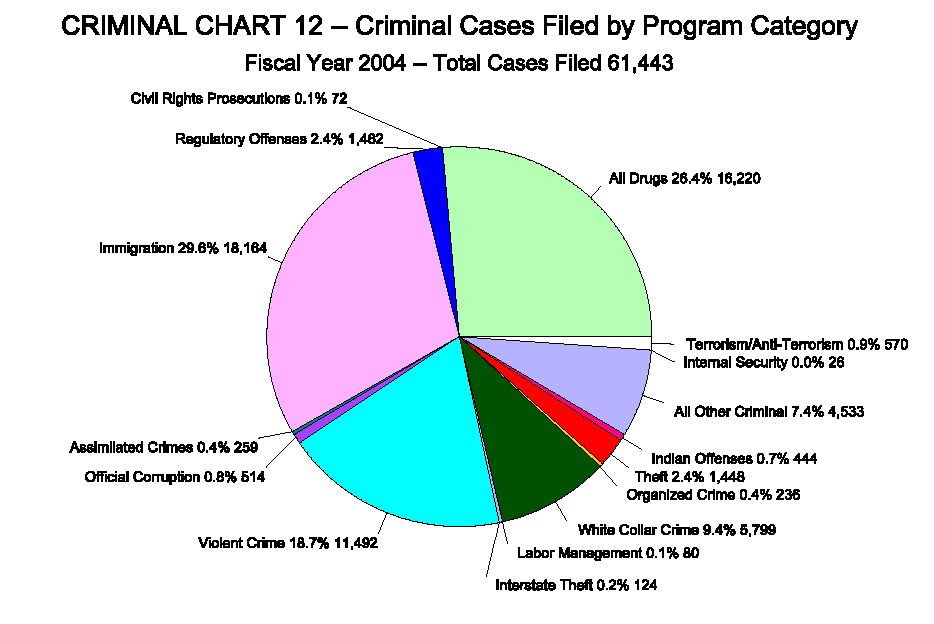 CRIMINAL CHART 12 -- Criminal Cases Filed by Program Category
Fiscal Year 2004 -- Total Cases Filed 61,443
Civil Rights Prosecutions 0.1% 72
Regulatory Offenses 2.4% 1,462
All Drugs 26.4% 16,220
Immigration 29.6% 18,164
Terrorism/Anti-Terrorism 0.9% 570
Internal Security 0.0% 26
All Other Criminal 7.4% 4,533
Assimilated Crimes 0.4% 259
Indian Offenses 0.7% 444
Official Corruption 0.8% 514
Theft 2.4% 1,448
Organized Crime 0.4% 236
White Collar Crime 9.4% 5,799
Violent Crime 18.7% 11,492
Labor Management 0.1% 80
Interstate Theft 0.2% 124